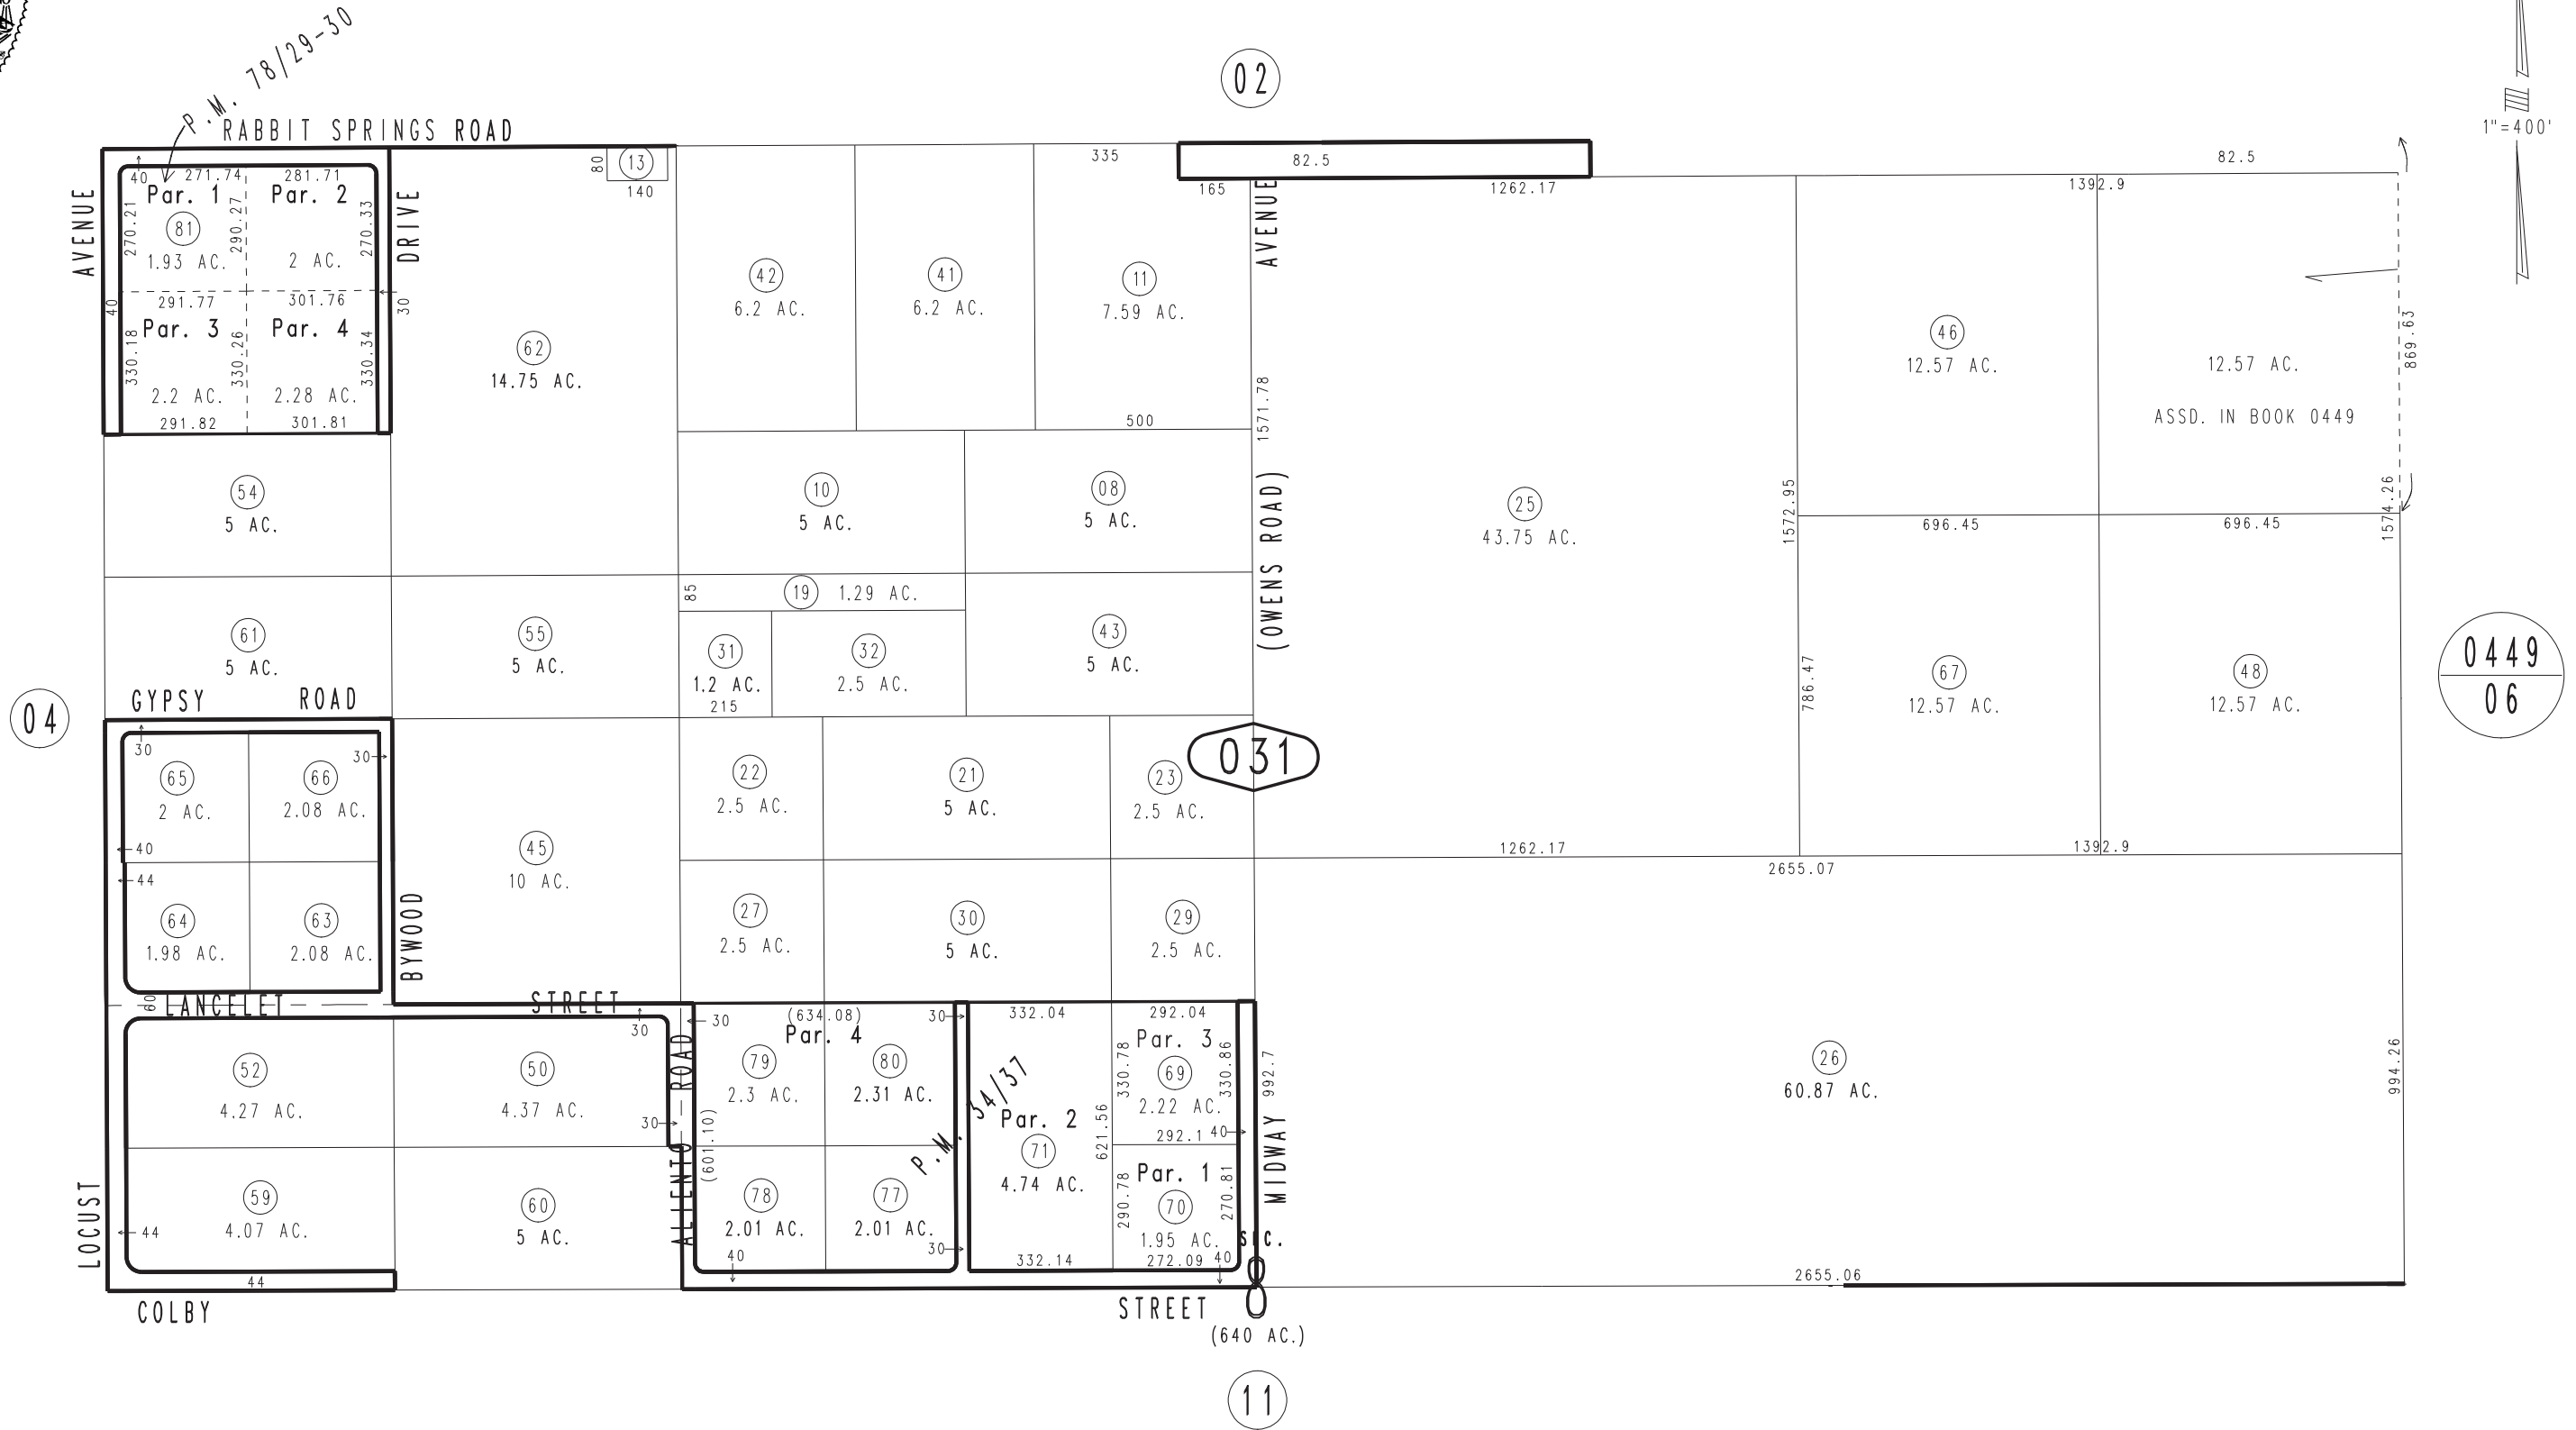 P.M. 78/29-30
02
1"=400'
RABBIT SPRINGS ROAD
80
13
140
335
82.5
82.5
165
1262.17
1392.9
AVENUE
40
271.74
281.71
Par. 1
Par. 2
270.21
81
290.27
270.33
1.93 AC.
2 AC.
DRIVE
AVENUE
40
291.77
301.76
30
Par. 3
Par. 4
330.18
330.26
330.34
2.2 AC.
2.28 AC.
291.82
301.81
62
14.75 AC.
42
6.2 AC.
41
6.2 AC.
11
7.59 AC.
500
1571.78
46
12.57 AC.
12.57 AC.
ASSD. IN BOOK 0449
869.63
54
5 AC.
10
5 AC.
08
5 AC.
(OWENS ROAD)
25
43.75 AC.
1572.95
696.45
696.45
1574.26
85
19
1.29 AC.
61
5 AC.
55
5 AC.
31
1.2 AC.
215
32
2.5 AC.
43
5 AC.
786.47
67
12.57 AC.
48
12.57 AC.
0449
06
04
GYPSY ROAD
031
30
30
65
2 AC.
66
2.08 AC.
40
44
64
1.98 AC.
63
2.08 AC.
45
10 AC.
BYWOOD
22
2.5 AC.
21
5 AC.
23
2.5 AC.
1262.17
1392.9
2655.07
27
2.5 AC.
30
5 AC.
29
2.5 AC.
60
LANCELET STREET
30
30
(634.08)
Par. 4
30
332.04
292.04
52
4.27 AC.
50
4.37 AC.
30
ALIENTO ROAD
(601.10)
79
2.3 AC.
80
2.31 AC.
P.M. 34/37
Par. 2
71
4.74 AC.
621.56
330.78
Par. 3
69
2.22 AC.
330.86
292.1
40
992.7
26
60.87 AC.
994.26
LOCUST
59
4.07 AC.
44
60
5 AC.
78
2.01 AC.
77
2.01 AC.
40
30
332.14
290.78
Par. 1
70
1.95 AC.
270.81
272.09
40
MIDWAY
44
2655.06
COLBY
STREET
8
(640 AC.)
11